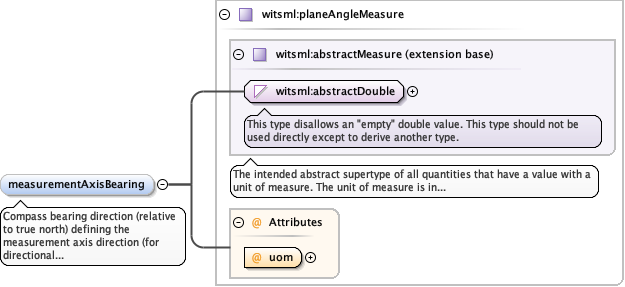 witsml:planeAngleMeasure
witsml:abstractMeasure (extension base)
witsml:abstractDouble
This type disallows an "empty" double value. This type should not be
used directly except to derive another type.
The intended abstract supertype of all quantities that have a value with a
unit of measure. The unit of measure is in...
measurementAxisBearing
Compass bearing direction (relative
to true north) defining the
measurement axis direction (for
directional...
@ Attributes
@ uom